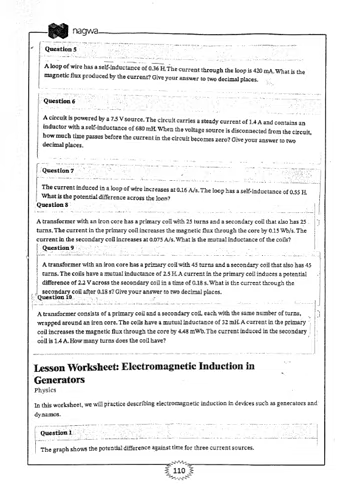 nagwa
Question 5
A loop of wire has a self-inductance of 0.36 H. The current through the loop is 420 mA. What is the
magnetic flux produced by the current? Give your answer to two decimal places.
Question 6
A circuit is powered by a 7.5 V source. The circuit carries a steady current of 1.4 A and contains an
inductor with a self-inductance of 680 mH. When the voltage source is disconnected from the circuit,
how much time passes before the current in the circuit becomes zero? Give your answer to two
decimal places.
Question 7
The current induced in a loop of wire increases at 0.16 A/s. The loop has a self-inductance of 0.55 H.
What is the potential difference across the loop?
Question 8
A transformer with an iron core has a primary coil with 25 turns and a secondary coil that also has 25
turns. The current in the primary coil increases the magnetic flux through the core by 0.15 Wb/s. The
current in the secondary increases at 0.075 A/s. What is the mutual inductance of the coils?
Question 9
A transformer with an iron core has a primary coil with 45 turns and a secondary coil that also has 45
turns. The coils have a mutual inductance of 2.5 H. A current in the primary coil induces a potential
difference of 2.2 V across the secondary coil in a time of 0.18 s. What is the current through the
secondary coil after 0.18 s? Give your answer to two decimal places.
Question 10
A transformer consists of a primary coil and a secondary coil, each with the same number of turns,
wrapped around an iron core. The coils have a mutual inductance of 32 mH. A current in the primary
coil increases the magnetic flux through the core by 4.48 mWb. The current induced in the secondary
coil is 1.4 A. How many turns does the coil have?
Lesson Worksheet: Electromagnetic Induction in
Generators
Physics
In this worksheet, we will practice describing electromagnetic induction in devices such as generators and
dynamos.
Question 1
The graph shows the potential difference against time for three current sources.
110